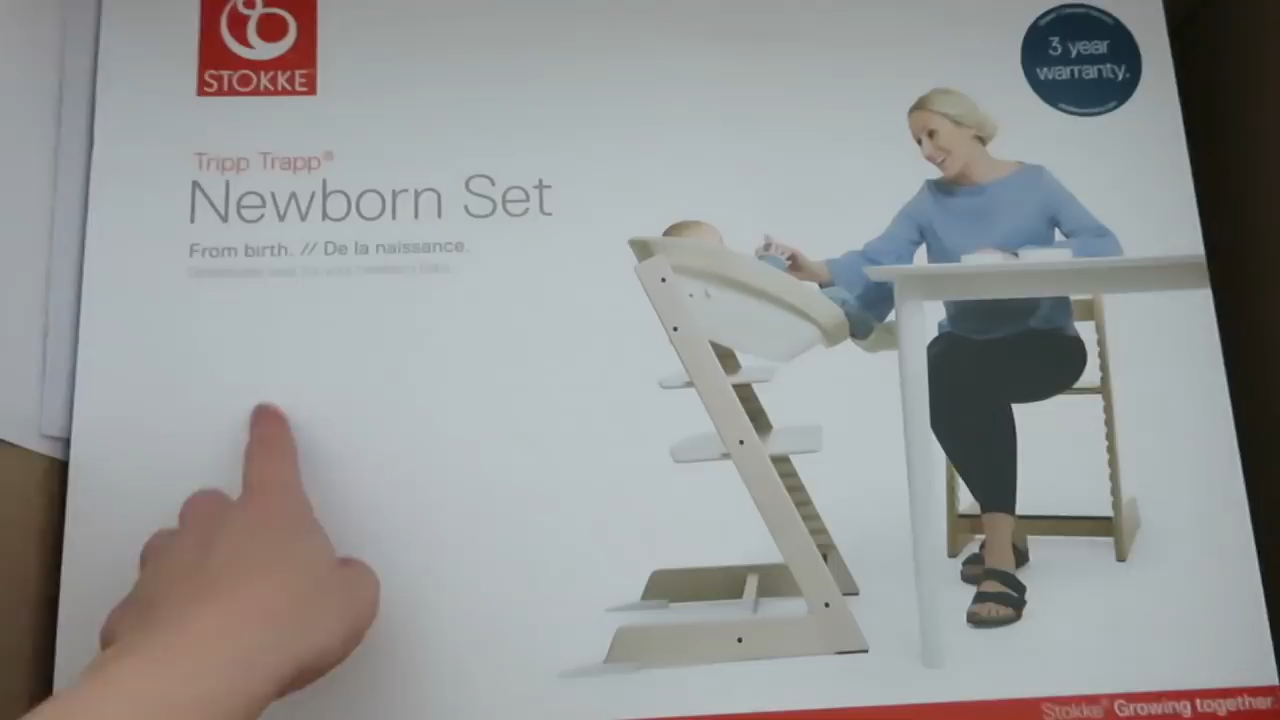 STOKKE
3 year
warranty.
Tripp Trapp®
Newborn Set
From birth. // De la naissance.
Stokke® Growing together.